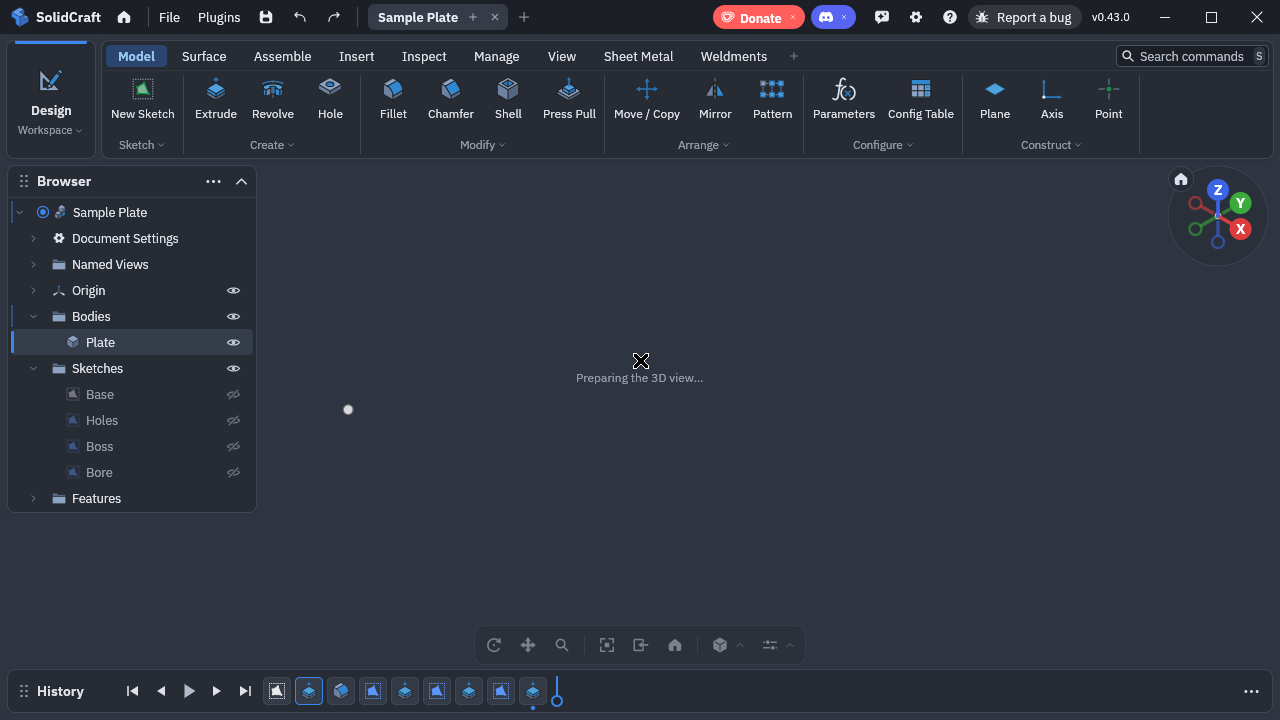 SolidCraft File Plugins Sample Plate Donate Report a bug v0.43.0
Model Surface Assemble Insert Inspect Manage View Sheet Metal Weldments Search commands S
Design
Workspace
New Sketch Extrude Revolve Hole Fillet Chamfer Shell Press Pull Move / Copy Mirror Pattern Parameters Config Table Plane Axis Point
Sketch Create Modify Arrange Configure Construct
Browser
Sample Plate
Document Settings
Named Views
Origin
Bodies
Plate
Sketches
Base
Holes
Boss
Bore
Features
Z
Y
X
Preparing the 3D view...
History